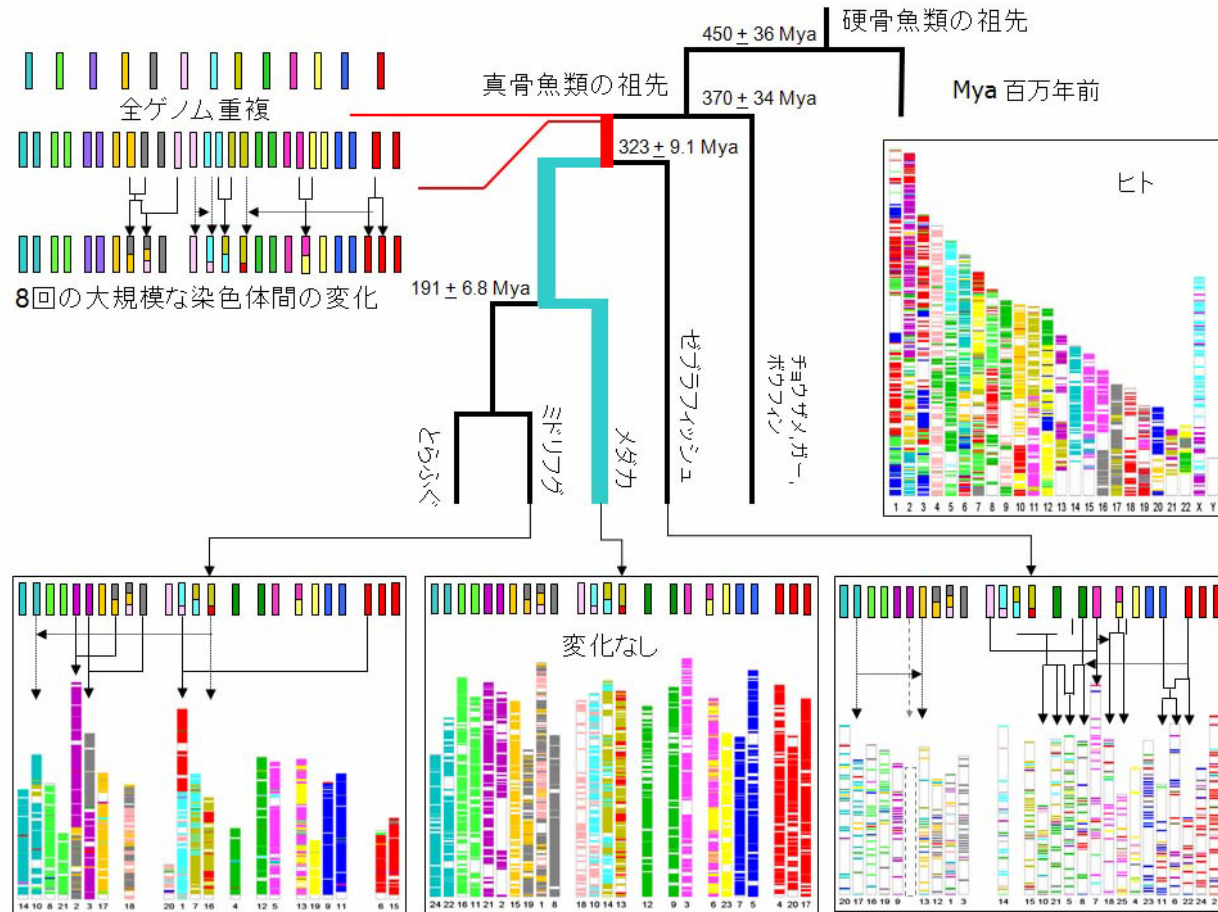 硬骨魚類の祖先
450 ± 36 Mya
真骨魚類の祖先
370 ± 34 Mya
Mya 百万年前
全ゲノム重複
323 ± 9.1 Mya
ヒト
8回の大規模な染色体間の変化
191 ± 6.8 Mya
とらふぐ
ミドリフグ
メダカ
ゼブラフィッシュ
チョウザメ,ガー,
ボウフィン
1 2 3 4 5 6 7 8 9 10 11 12 13 14 15 16 17 18 19 20 21 22 X Y
変化なし
14 10 8 21 2 3 17 18 20 1 7 16 4 12 5 13 19 9 11 6 15
24 22 16 11 21 2 15 19 1 8 18 10 14 13 12 9 3 6 23 7 5 4 20 17
20 17 16 19 9 13 12 1 3 14 15 10 21 5 8 7 18 25 4 23 11 6 22 24